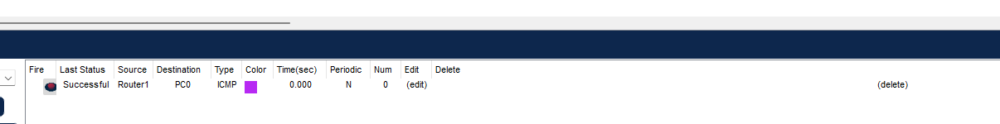 Fire Last Status Source Destination Type Color Time(sec) Periodic Num Edit Delete
Successful Router1 PC0 ICMP 0.000 N 0 (edit) (delete)